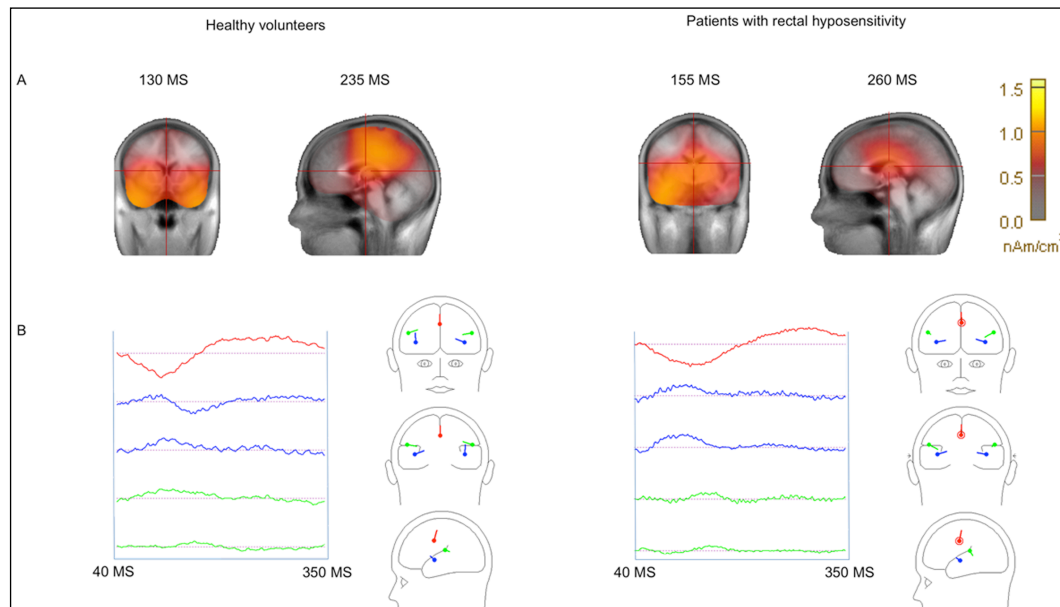 Healthy volunteers
Patients with rectal hyposensitivity
A
130 MS
235 MS
155 MS
260 MS
1.5
1.0
0.5
0.0
nAm/cm
B
40 MS
350 MS
40 MS
350 MS